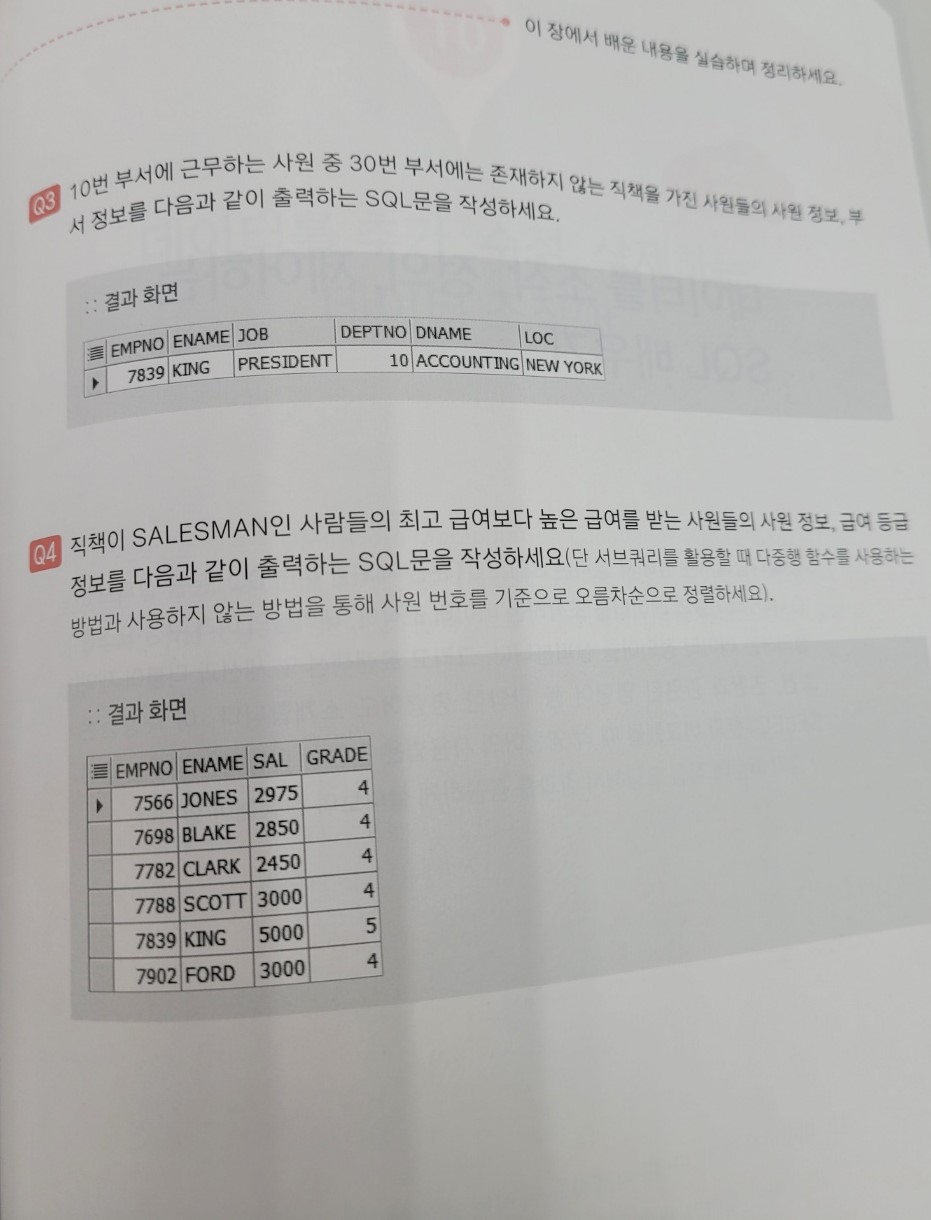 이 장에서 배운 내용을 실습하며 정리하세요.
Q3 10번 부서에 근무하는 사원 중 30번 부서에는 존재하지 않는 직책을 가진 사원들의 사원 정보, 부
서 정보를 다음과 같이 출력하는 SQL문을 작성하세요.
:: 결과 화면
EMPNO ENAME JOB DEPTNO DNAME LOC
7839 KING PRESIDENT 10 ACCOUNTING NEW YORK
Q4 직책이 SALESMAN인 사람들의 최고 급여보다 높은 급여를 받는 사원들의 사원 정보, 급여 등급
정보를 다음과 같이 출력하는 SQL문을 작성하세요(단 서브쿼리를 활용할 때 다중행 함수를 사용하는
방법과 사용하지 않는 방법을 통해 사원 번호를 기준으로 오름차순으로 정렬하세요).
:: 결과 화면
EMPNO ENAME SAL GRADE
7566 JONES 2975 4
7698 BLAKE 2850 4
7782 CLARK 2450 4
7788 SCOTT 3000 4
7839 KING 5000 5
7902 FORD 3000 4